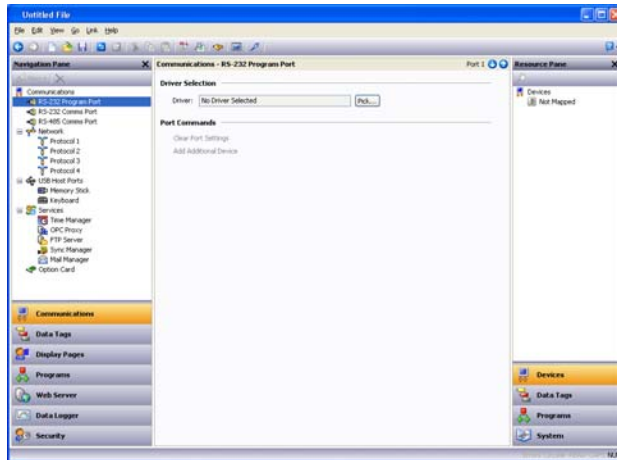 Untitled File
File Edit View Go Link Help
Navigation Pane
Communications
RS-232 Program Port
RS-232 Comms Port
RS-485 Comms Port
Network
Protocol 1
Protocol 2
Protocol 3
Protocol 4
USB Host Ports
Memory Stick
Keyboard
Services
Time Manager
OPC Proxy
FTP Server
Sync Manager
Mail Manager
Option Card
Communications
Data Tags
Display Pages
Programs
Web Server
Data Logger
Security
Communications - RS-232 Program Port
Port 1
Driver Selection
Driver: No Driver Selected Pick...
Port Commands
Clear Port Settings
Add Additional Device
Resource Pane
Devices
Not Mapped
Devices
Data Tags
Programs
System